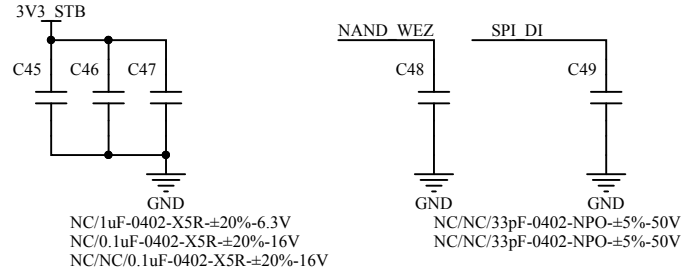 3V3_STB
NAND_WEZ
SPI_DI
C45
C46
C47
C48
C49
GND
GND
GND
NC/1uF-0402-X5R-±20%-6.3V
NC/0.1uF-0402-X5R-±20%-16V
NC/NC/0.1uF-0402-X5R-±20%-16V
NC/NC/33pF-0402-NPO-±5%-50V
NC/NC/33pF-0402-NPO-±5%-50V